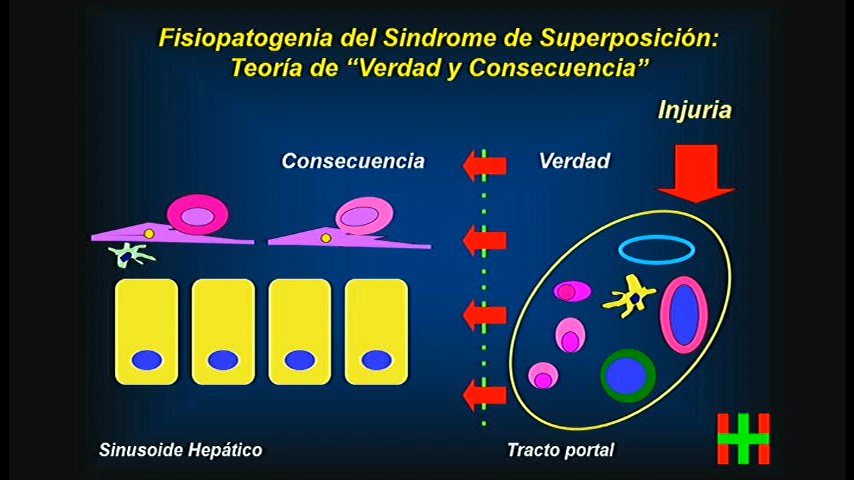 Fisiopatogenia del Sindrome de Superposición:
Teoría de “Verdad y Consecuencia”
Injuria
Consecuencia
Verdad
Sinusoide Hepático
Tracto portal